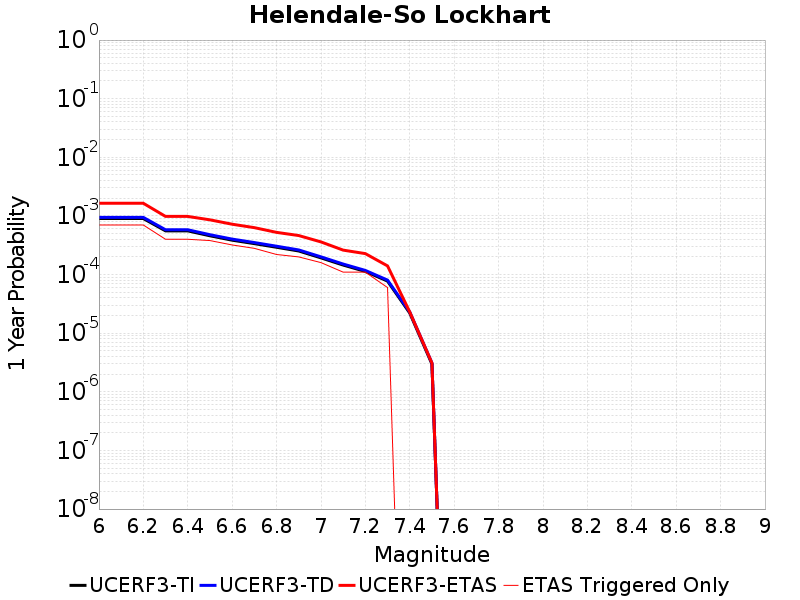 Helendale-So Lockhart
10^0
10^-1
10^-2
10^-3
10^-4
10^-5
10^-6
10^-7
10^-8
1 Year Probability
6 6.2 6.4 6.6 6.8 7 7.2 7.4 7.6 7.8 8 8.2 8.4 8.6 8.8 9
Magnitude
UCERF3-TI UCERF3-TD UCERF3-ETAS ETAS Triggered Only